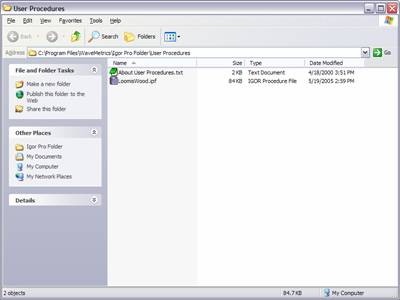 User Procedures
File Edit View Favorites Tools Help
Back Search Folders
Address C:\Program Files\WaveMetrics\Igor Pro Folder\User Procedures Go
Name Size Type Date Modified
About User Procedures.txt 2 KB Text Document 4/18/2000 3:51 PM
LoomisWood.ipf 84 KB IGOR Procedure File 5/19/2005 2:59 PM
File and Folder Tasks
Make a new folder
Publish this folder to the
Web
Share this folder
Other Places
Igor Pro Folder
My Documents
My Computer
My Network Places
Details
2 objects 84.7 KB My Computer